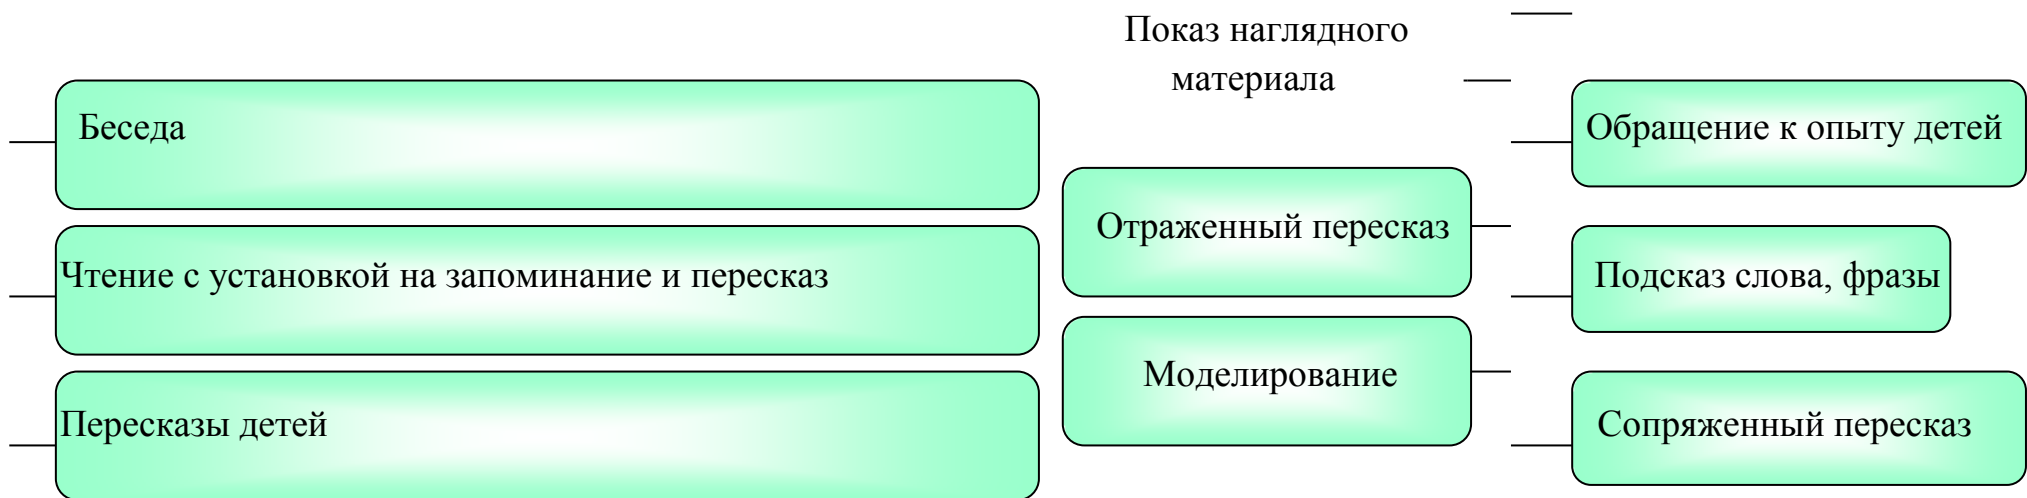 Показ наглядного
материала
Беседа
Обращение к опыту детей
Отраженный пересказ
Чтение с установкой на запоминание и пересказ
Подсказ слова, фразы
Моделирование
Пересказы детей
Сопряженный пересказ